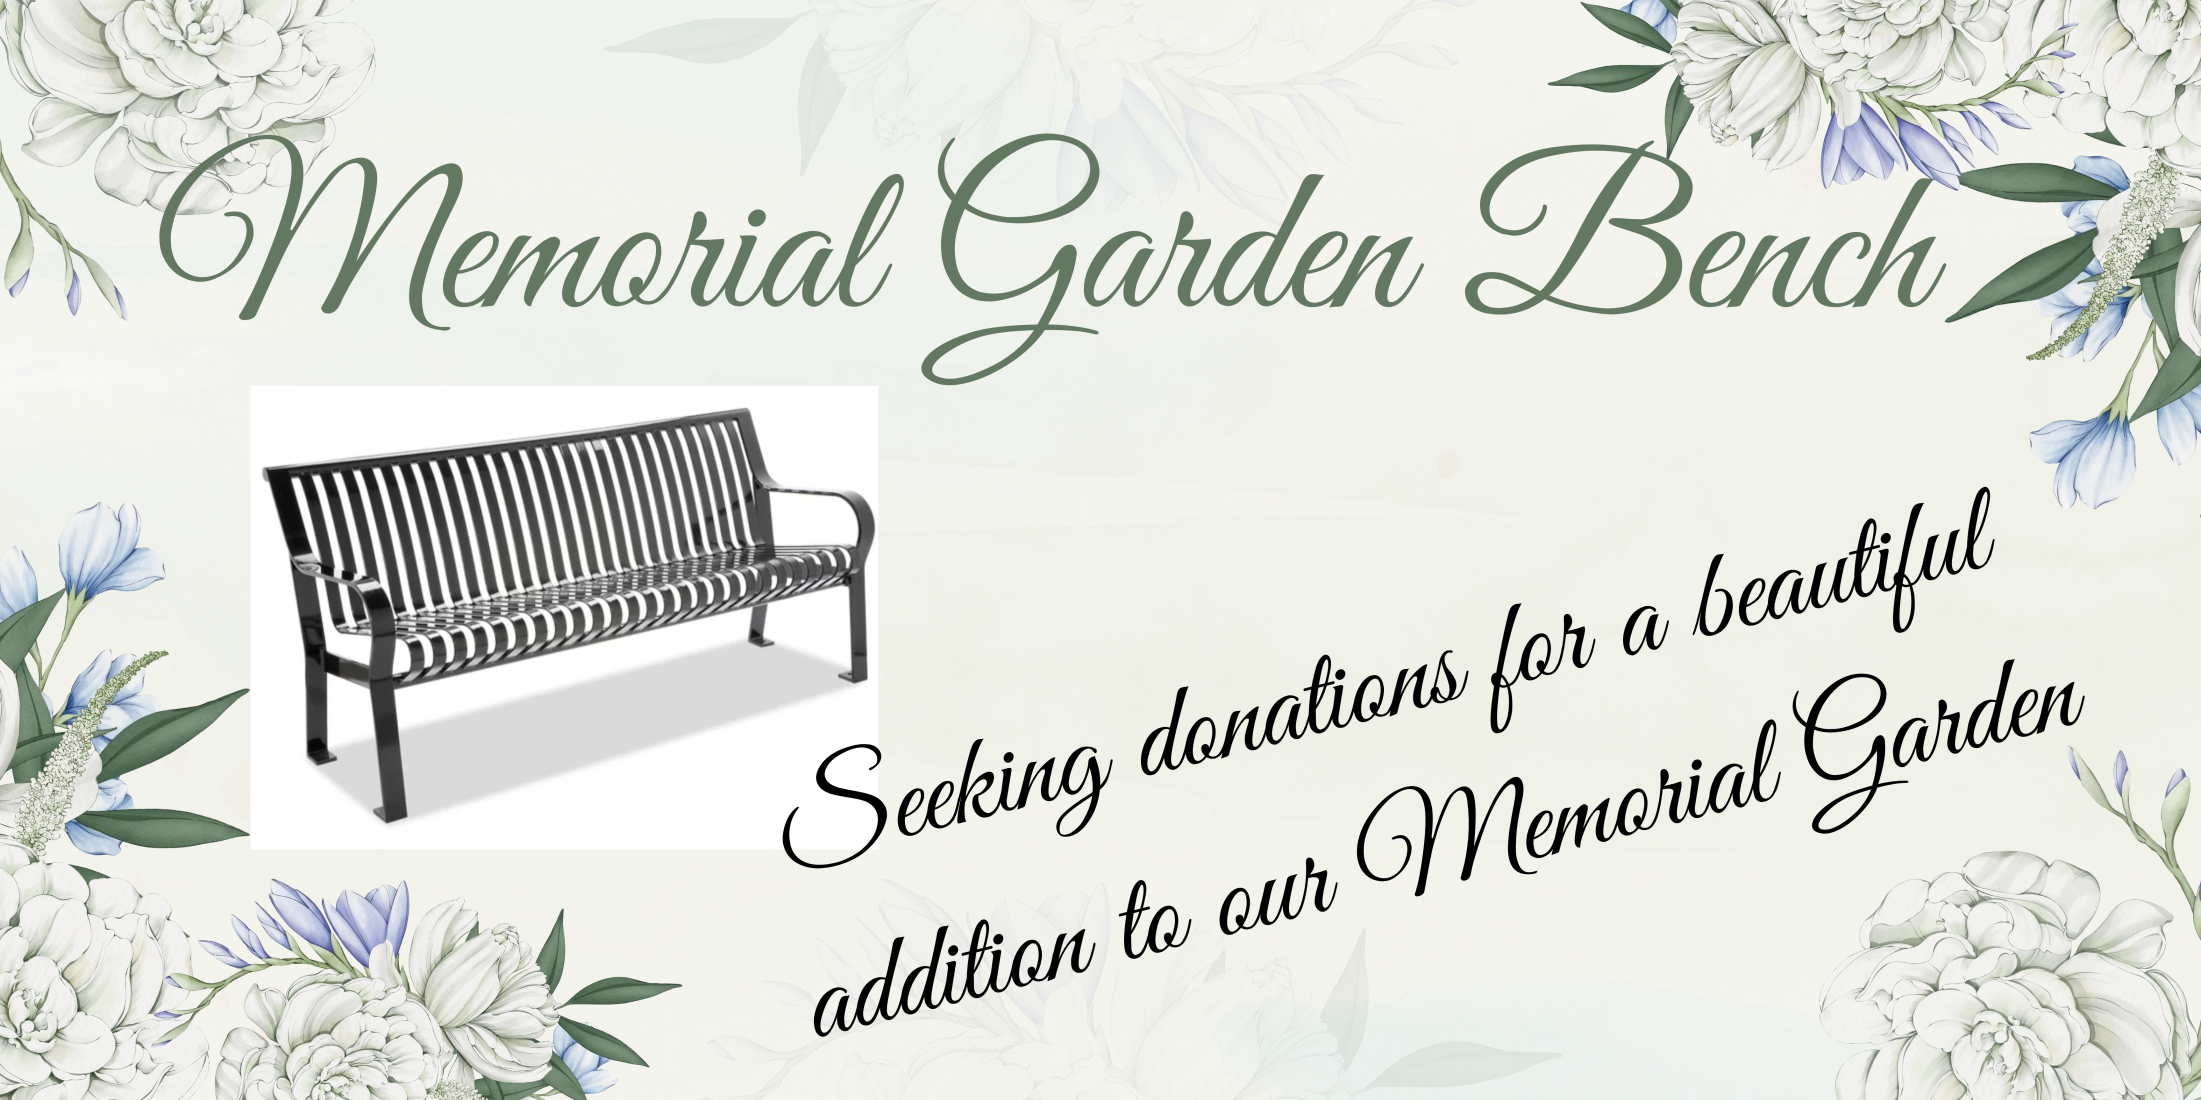 Memorial Garden Bench
Seeking donations for a beautiful
addition to our Memorial Garden